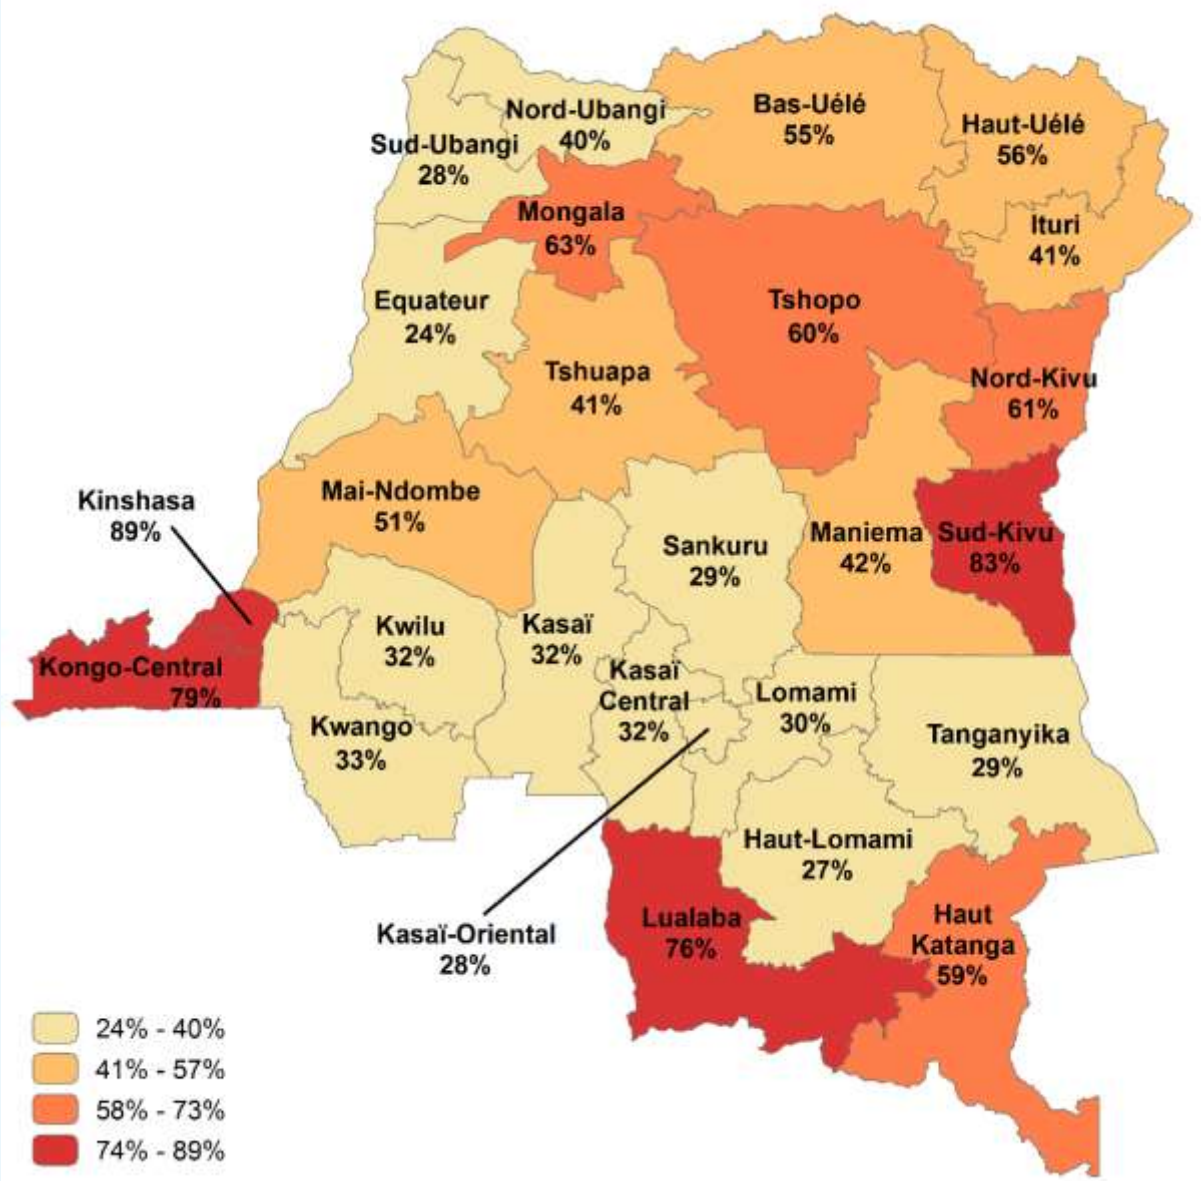 Nord-Ubangi
40%
Bas-Uélé
55%
Haut-Uélé
56%
Sud-Ubangi
28%
Mongala
63%
Ituri
41%
Equateur
24%
Tshopo
60%
Tshuapa
41%
Nord-Kivu
61%
Kinshasa
89%
Mai-Ndombe
51%
Sankuru
29%
Maniema
42%
Sud-Kivu
83%
Kongo-Central
79%
Kwilu
32%
Kasaï
32%
Kasaï
Central
32%
Lomami
30%
Kwango
33%
Tanganyika
29%
Haut-Lomami
27%
Kasaï-Oriental
28%
Lualaba
76%
Haut
Katanga
59%
24% - 40%
41% - 57%
58% - 73%
74% - 89%